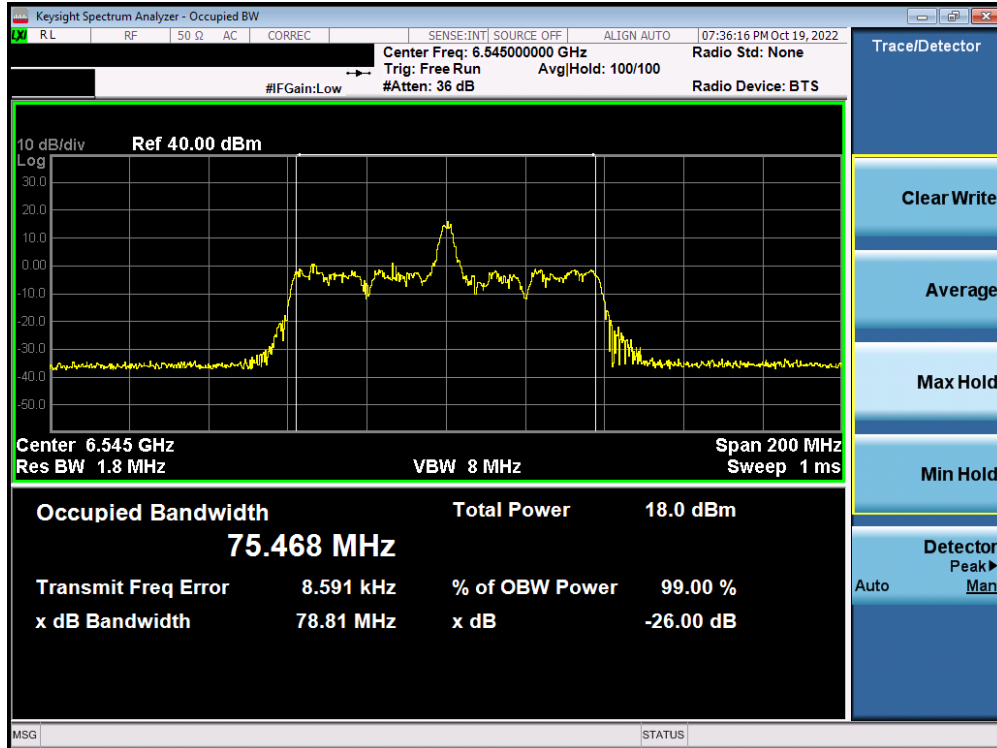 Keysight Spectrum Analyzer - Occupied BW
LXI RL RF 50 Ω AC CORREC SENSE:INT SOURCE OFF ALIGN AUTO 07:36:16 PM Oct 19, 2022
Center Freq: 6.545000000 GHz Radio Std: None
Trig: Free Run Avg|Hold: 100/100
#IFGain:Low #Atten: 36 dB Radio Device: BTS
Trace/Detector
10 dB/div Ref 40.00 dBm
Log
30.0
20.0
10.0
0.00
-10.0
-20.0
-30.0
-40.0
-50.0
Center 6.545 GHz Span 200 MHz
Res BW 1.8 MHz VBW 8 MHz Sweep 1 ms
Occupied Bandwidth Total Power 18.0 dBm
75.468 MHz
Transmit Freq Error 8.591 kHz % of OBW Power 99.00 %
x dB Bandwidth 78.81 MHz x dB -26.00 dB
Clear Write
Average
Max Hold
Min Hold
Detector
Peak▶
Auto Man
MSG STATUS